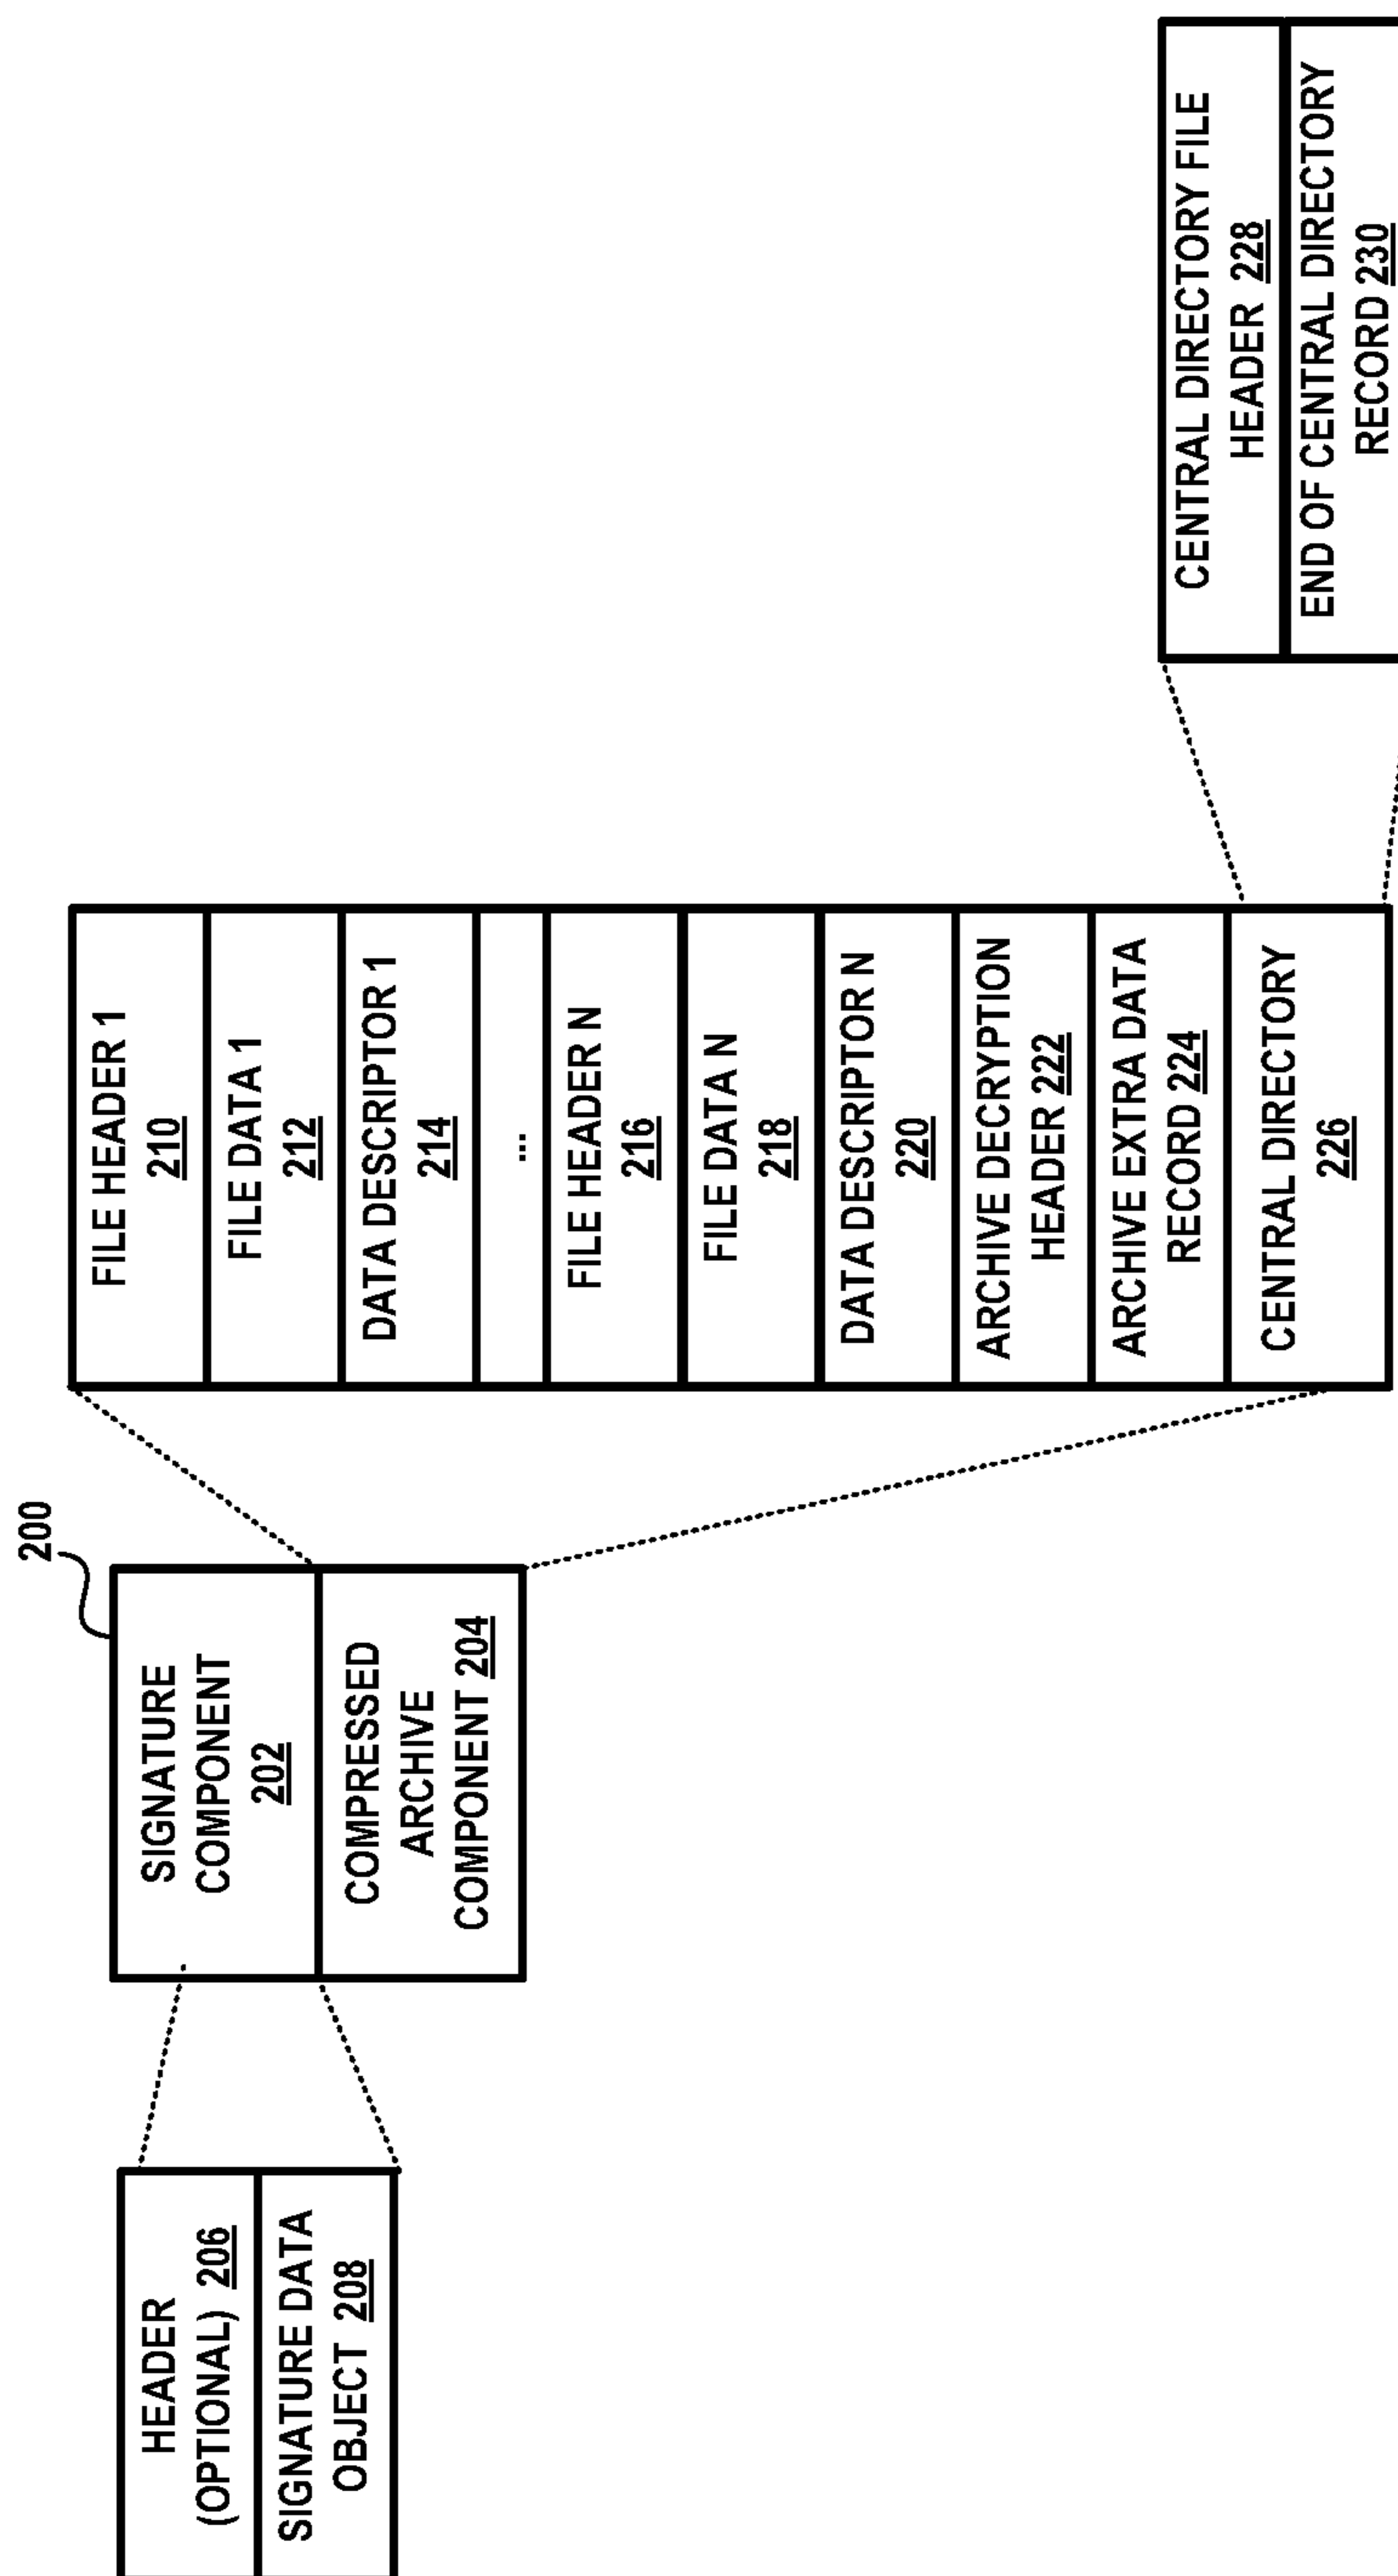 200
HEADER
(OPTIONAL) 206
SIGNATURE DATA
OBJECT 208
SIGNATURE
COMPONENT
202
COMPRESSED
ARCHIVE
COMPONENT 204
FILE HEADER 1
210
FILE DATA 1
212
DATA DESCRIPTOR 1
214
...
FILE HEADER N
216
FILE DATA N
218
DATA DESCRIPTOR N
220
ARCHIVE DECRYPTION
HEADER 222
ARCHIVE EXTRA DATA
RECORD 224
CENTRAL DIRECTORY
226
CENTRAL DIRECTORY FILE
HEADER 228
END OF CENTRAL DIRECTORY
RECORD 230